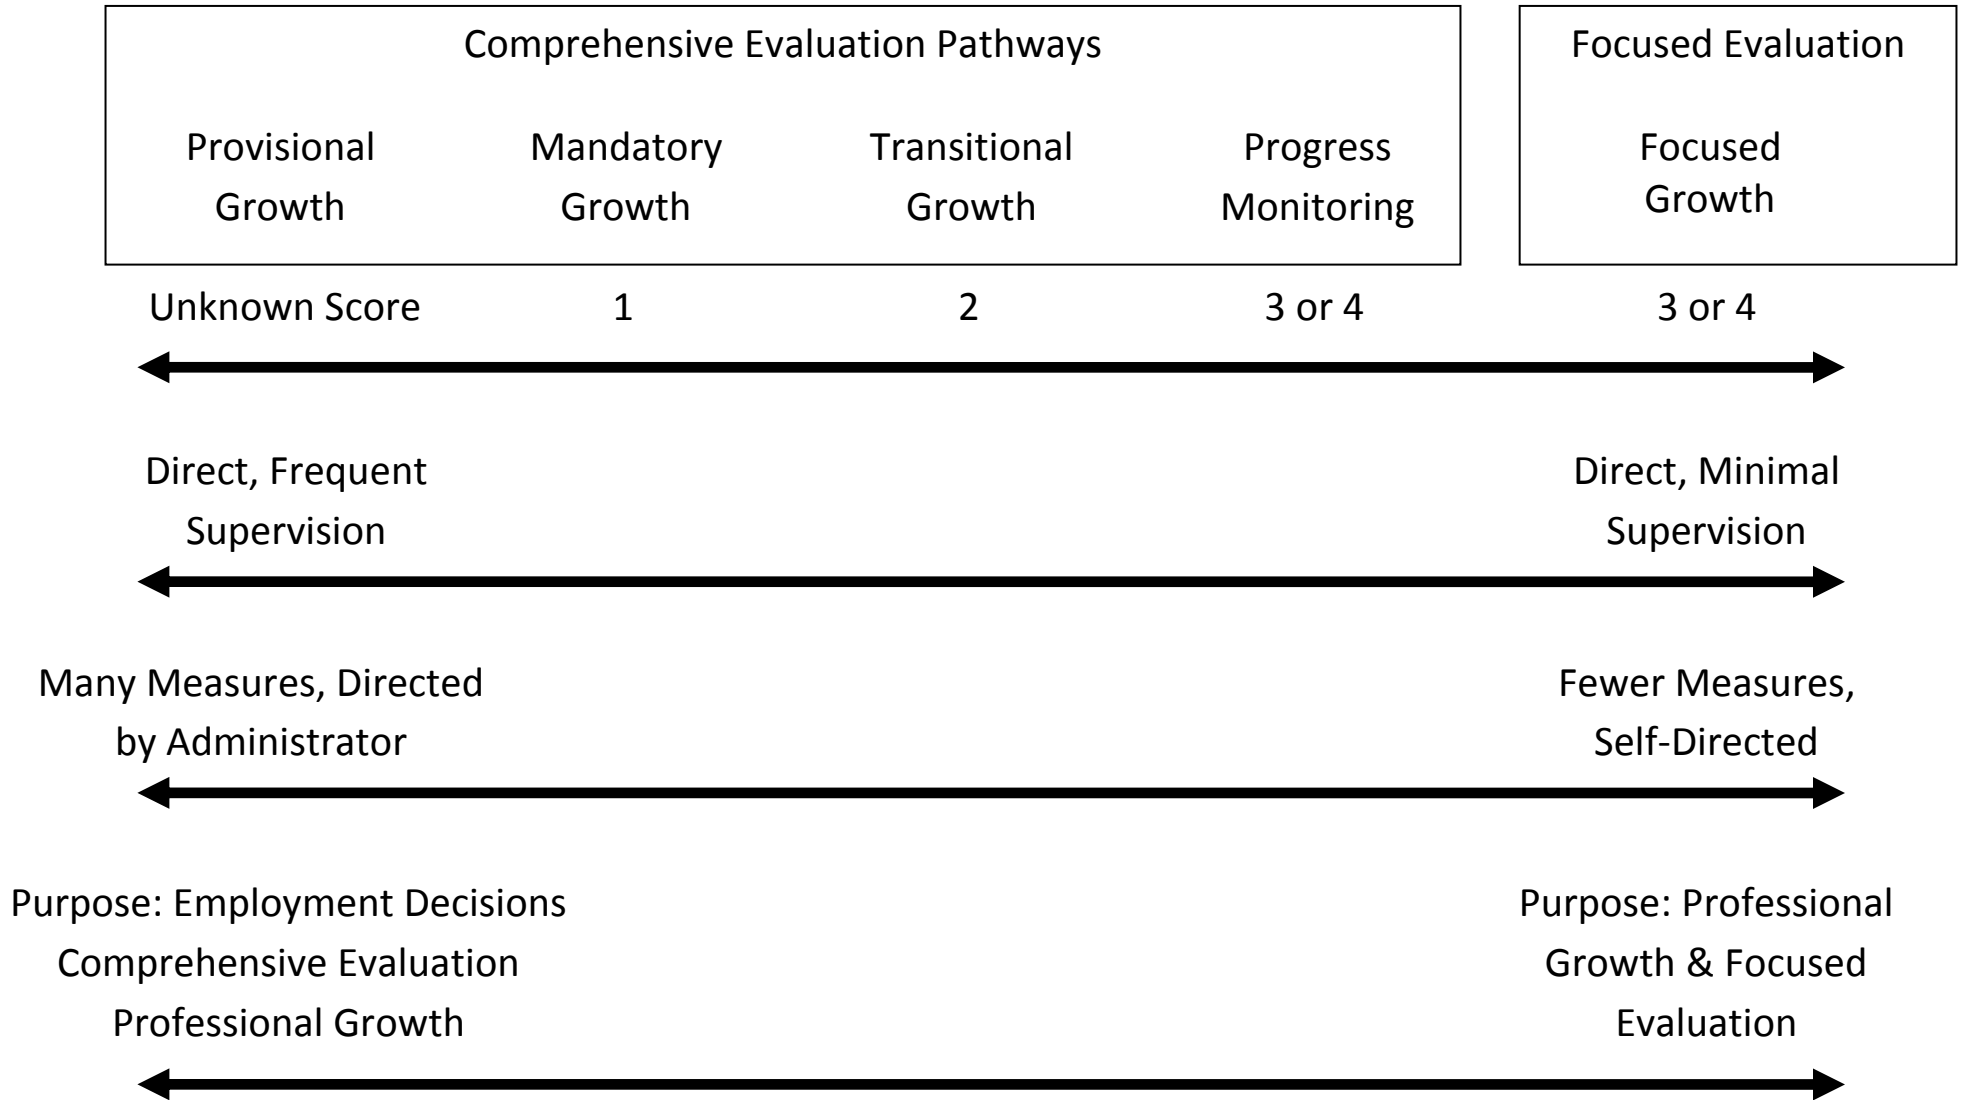 Comprehensive Evaluation Pathways
Focused Evaluation
Provisional
Growth
Mandatory
Growth
Transitional
Growth
Progress
Monitoring
Focused
Growth
Unknown Score
1
2
3 or 4
3 or 4
Direct, Frequent
Supervision
Direct, Minimal
Supervision
Many Measures, Directed
by Administrator
Fewer Measures,
Self-Directed
Purpose: Employment Decisions
Comprehensive Evaluation
Professional Growth
Purpose: Professional
Growth & Focused
Evaluation